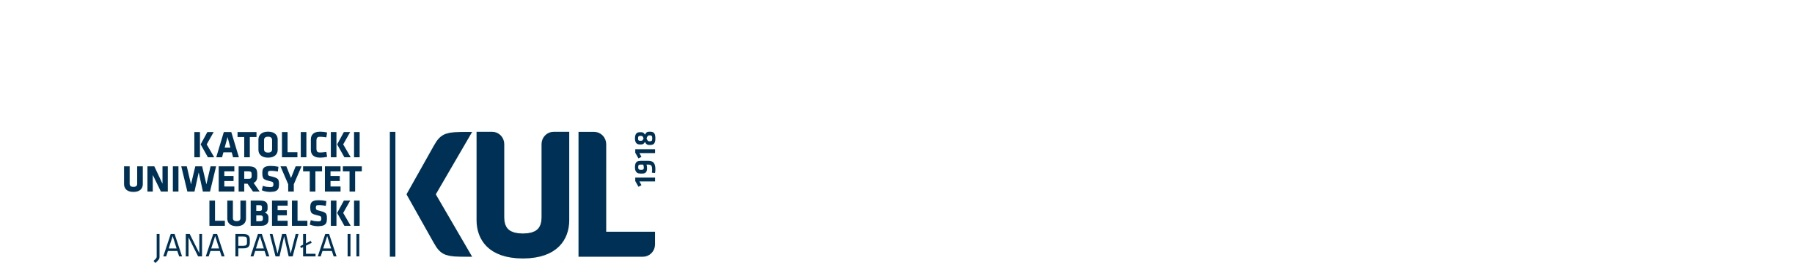 KATOLICKI
UNIWERSYTET
LUBELSKI
JANA PAWŁA II
KUL
1918